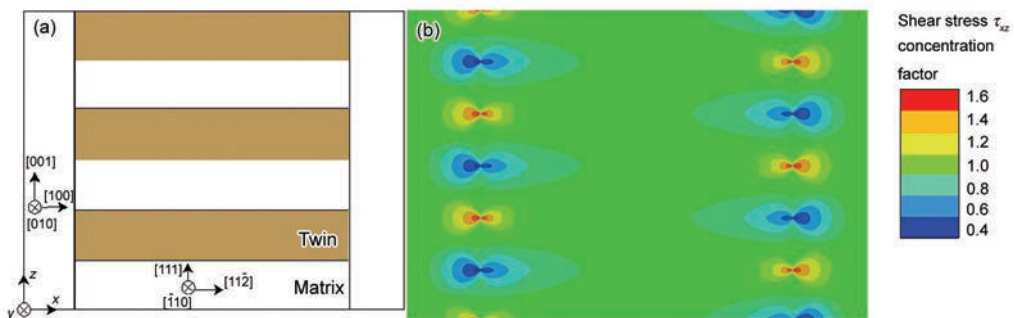 (a)
[001]
[100]
[010]
z
y
x
[111]
[112̄]
[1̄10]
Twin
Matrix
(b)
Shear stress τxz
concentration
factor
1.6
1.4
1.2
1.0
0.8
0.6
0.4